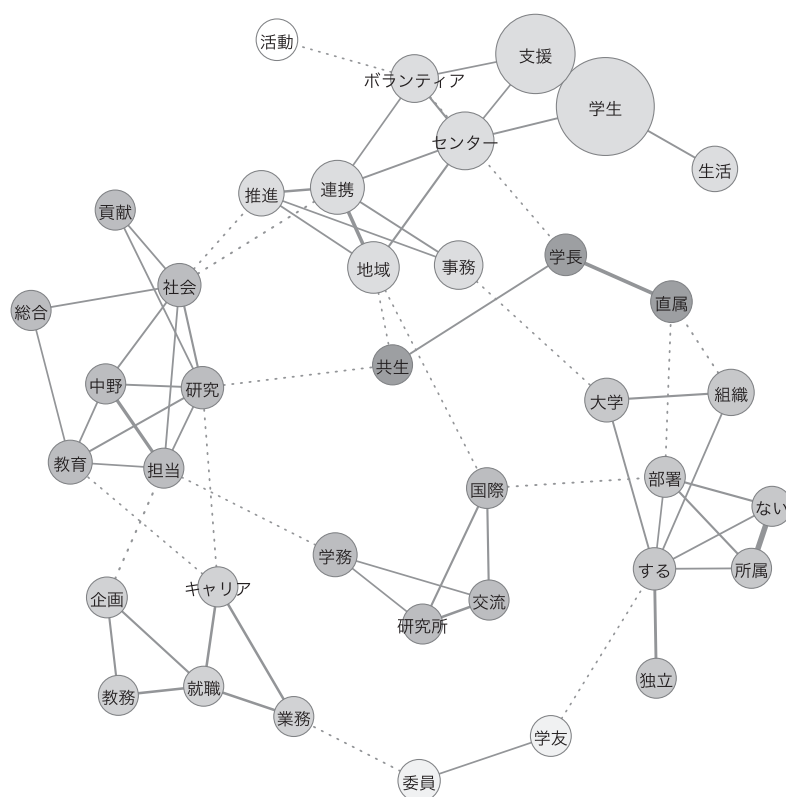 活動
支援
ボランティア
学生
センター
生活
推進
連携
貢献
学長
地域
事務
社会
直属
総合
共生
中野
研究
組織
大学
教育
担当
部署
国際
ない
学務
する
所属
キャリア
企画
交流
研究所
独立
就職
教務
業務
学友
委員